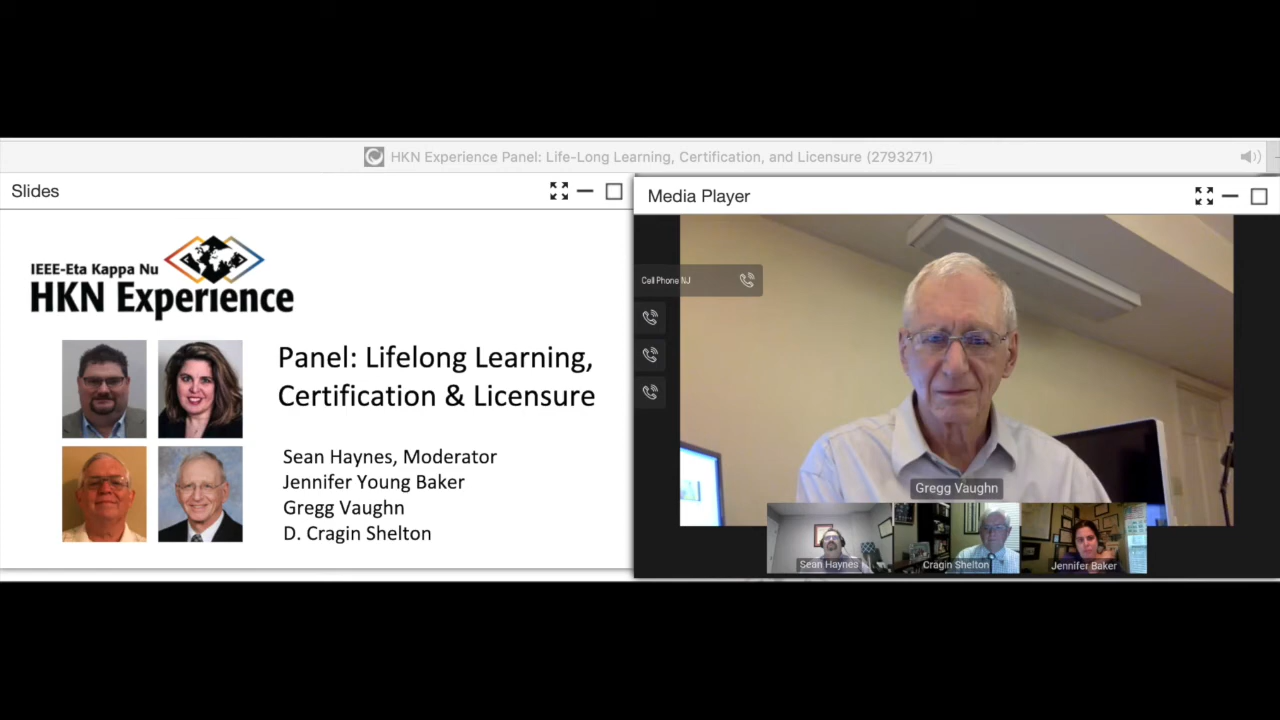 HKN Experience Panel: Life-Long Learning, Certification, and Licensure (2793271)
Slides
IEEE-Eta Kappa Nu
HKN Experience
Panel: Lifelong Learning,
Certification & Licensure
Sean Haynes, Moderator
Jennifer Young Baker
Gregg Vaughn
D. Cragin Shelton
Media Player
Cell Phone NJ
Gregg Vaughn
Sean Haynes
Cragin Shelton
Jennifer Baker